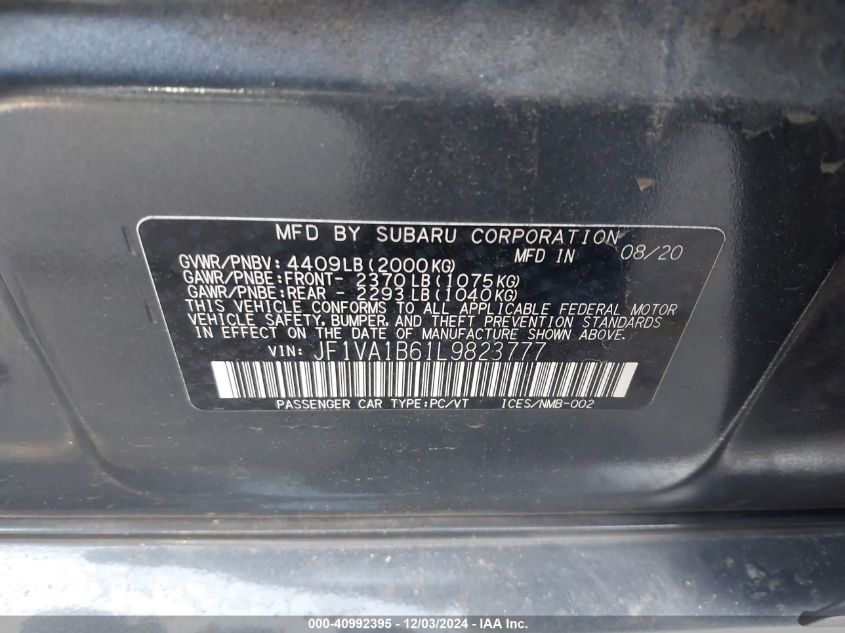 MFD BY SUBARU CORPORATION
GVWR/PNBV: 4409LB(2000KG) MFD IN 08/20
GAWR/PNBE:FRONT- 2370LB(1075KG)
GAWR/PNBE:REAR - 2293LB(1040KG)
THIS VEHICLE CONFORMS TO ALL APPLICABLE FEDERAL MOTOR
VEHICLE SAFETY, BUMPER, AND THEFT PREVENTION STANDARDS
IN EFFECT ON THE DATE OF MANUFACTURE SHOWN ABOVE.
VIN: JF1VA1B61L9823777
PASSENGER CAR TYPE:PC/VT ICES/NMB-002
000-40992395 - 12/03/2024 - IAA Inc.